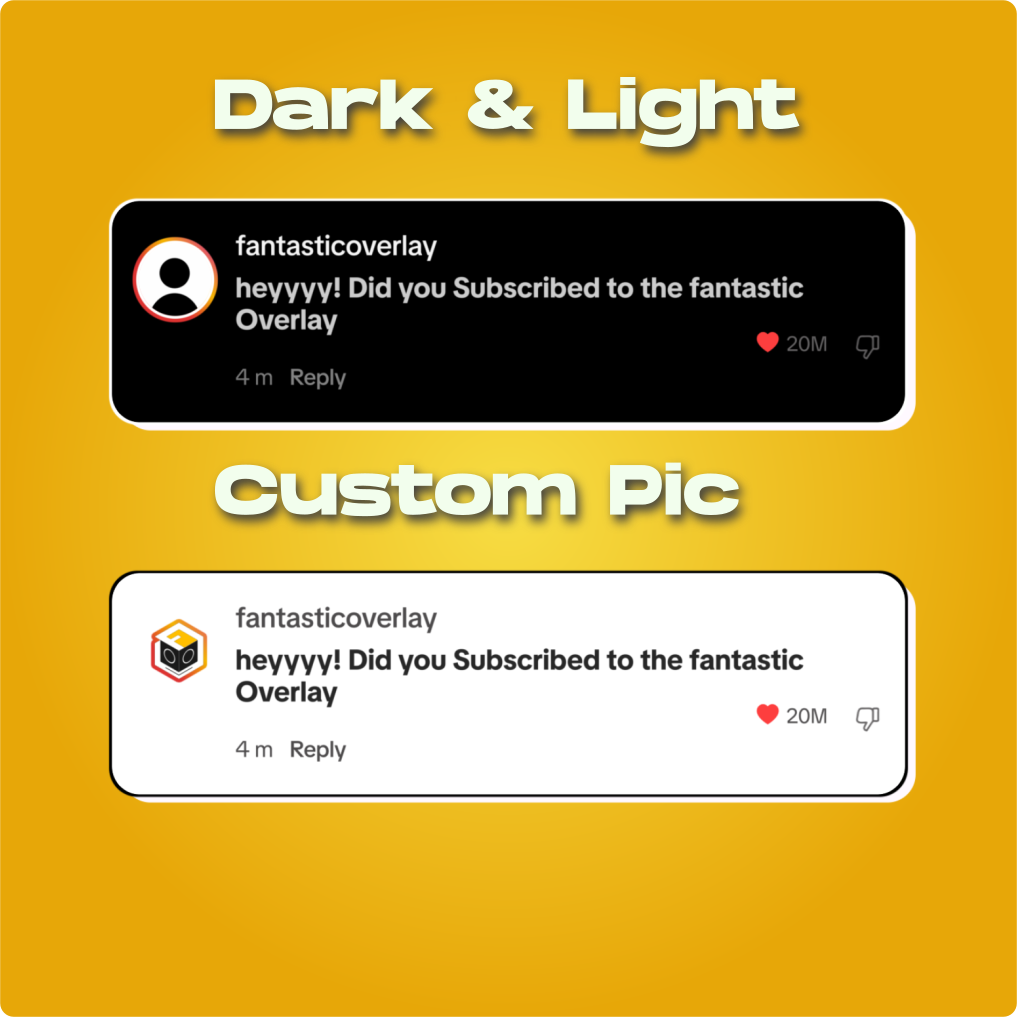 Dark & Light
fantasticoverlay
heyyyy! Did you Subscribed to the fantastic
Overlay
20M
4 m Reply
Custom Pic
fantasticoverlay
heyyyy! Did you Subscribed to the fantastic
Overlay
20M
4 m Reply